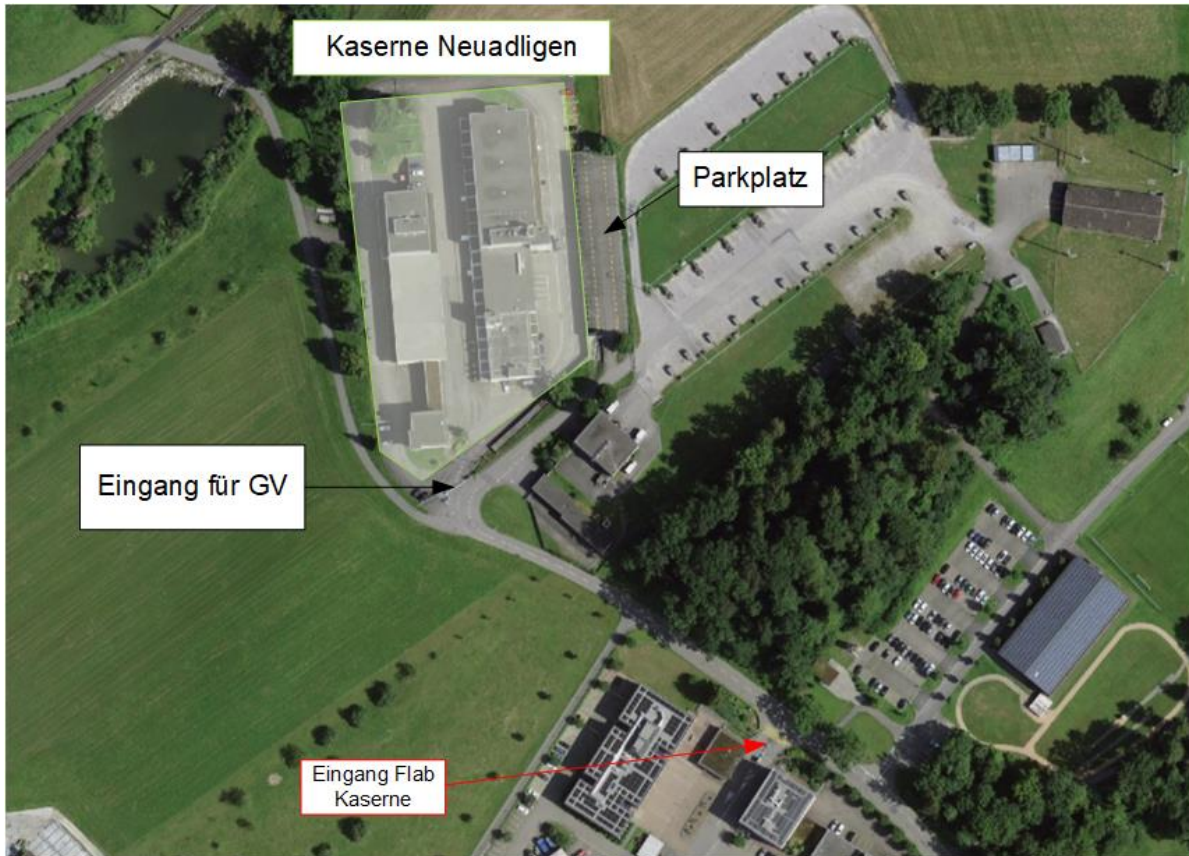 Kaserne Neuadligen
Parkplatz
Eingang für GV
Eingang Flab
Kaserne